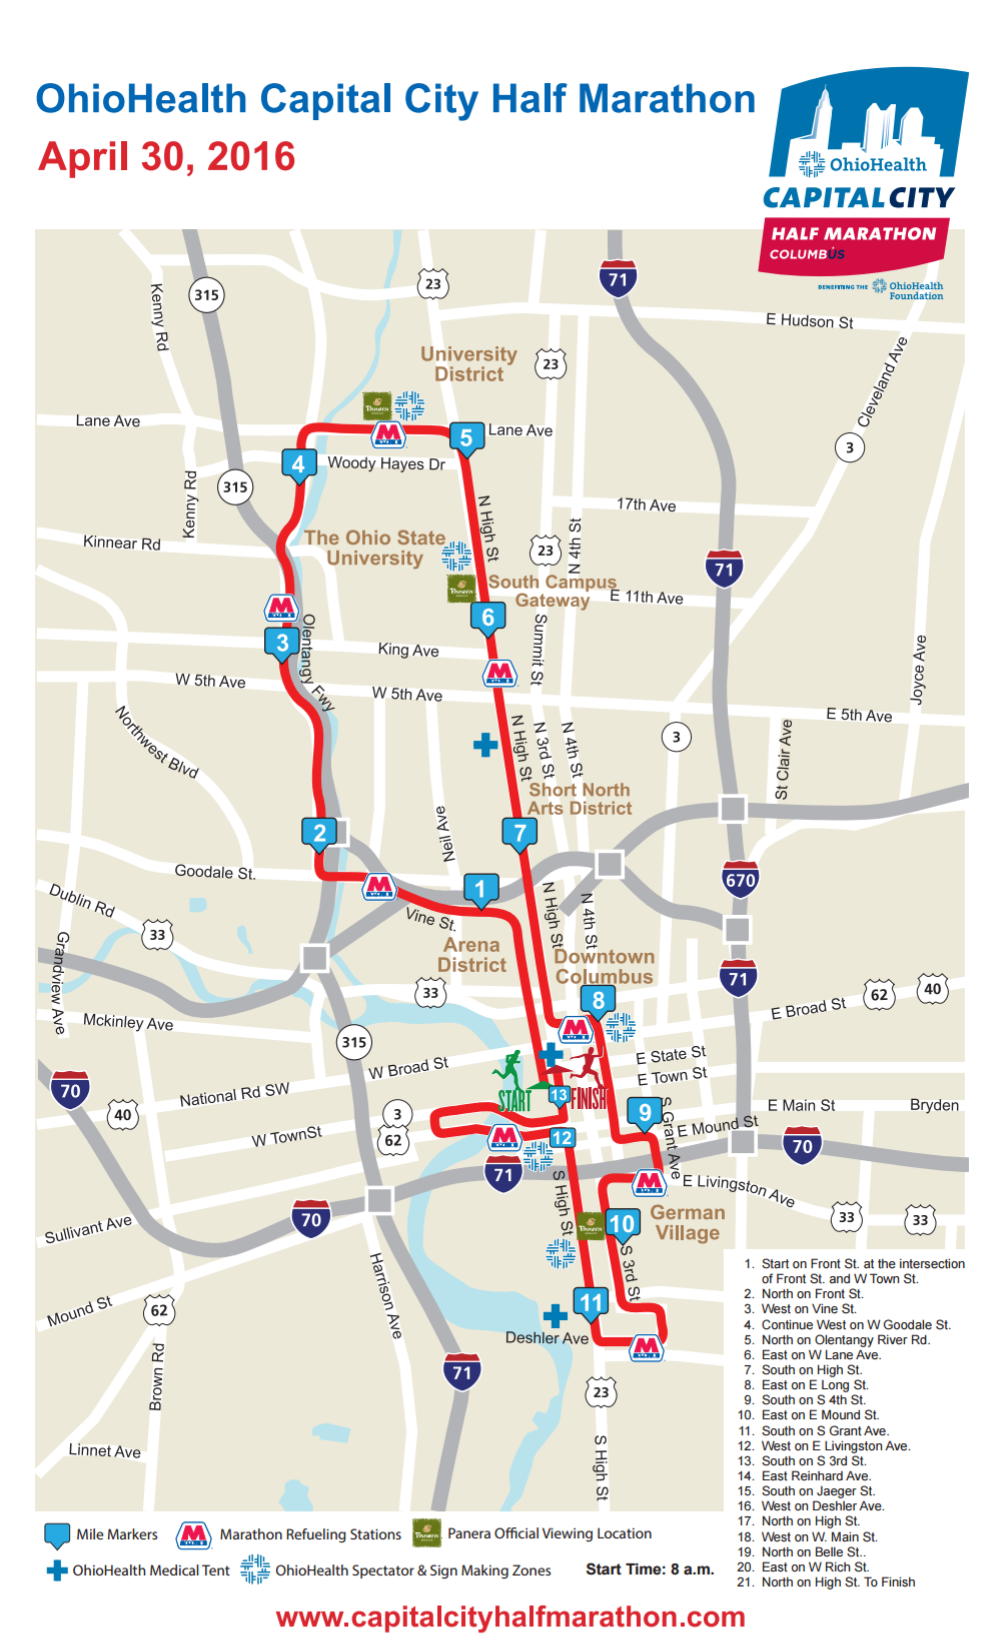 OhioHealth Capital City Half Marathon
April 30, 2016
OhioHealth
CAPITAL CITY
HALF MARATHON
COLUMBUS
BENEFITING THE OhioHealth
Foundation
71
23
315
Kenny Rd
E Hudson St
University
District
23
Cleveland Ave
Panera
Lane Ave
M
5
Lane Ave
3
4
Woody Hayes Dr
315
Kenny Rd
N High St
17th Ave
Kinnear Rd
The Ohio State
University
23
N 4th St
71
South Campus
Gateway
Panera
E 11th Ave
M
6
3
Olentangy Fwy
King Ave
Summit St
Joyce Ave
M
W 5th Ave
W 5th Ave
E 5th Ave
Northwest Blvd
N High St
N 3rd St
N 4th St
3
St Clair Ave
Short North
Arts District
2
Neil Ave
7
Goodale St.
M
1
670
Dublin Rd
Vine St.
N High St
N 4th St
33
Grandview Ave
Arena
District
Downtown
Columbus
71
33
8
62
40
E Broad St
Mckinley Ave
M
315
E State St
W Broad St
E Town St
70
National Rd SW
START
13
FINISH
40
3
9
S Grant Ave
E Main St
Bryden
W TownSt
62
M
12
E Mound St
70
71
S High St
M
E Livingston Ave
Sullivant Ave
70
Panera
10
German
Village
33
33
S 3rd St
Harrison Ave
Mound St
62
11
Deshler Ave
M
71
Brown Rd
23
Linnet Ave
S High St
1. Start on Front St. at the intersection
of Front St. and W Town St.
2. North on Front St.
3. West on Vine St.
4. Continue West on W Goodale St.
5. North on Olentangy River Rd.
6. East on W Lane Ave.
7. South on High St.
8. East on E Long St.
9. South on S 4th St.
10. East on E Mound St.
11. South on S Grant Ave.
12. West on E Livingston Ave.
13. South on S 3rd St.
14. East Reinhard Ave.
15. South on Jaeger St.
16. West on Deshler Ave.
17. North on High St.
18. West on W. Main St.
19. North on Belle St..
20. East on W Rich St.
21. North on High St. To Finish
Mile Markers
M
Marathon Refueling Stations
Panera
Panera Official Viewing Location
OhioHealth Medical Tent
OhioHealth Spectator & Sign Making Zones
Start Time: 8 a.m.
www.capitalcityhalfmarathon.com